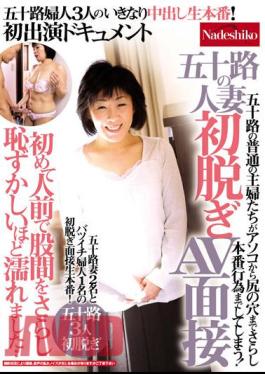 五十路婦人3人のいきなり中出し生本番!
初出演ドキュメント
Nadeshiko
五十路の普通の主婦たちがアソコから尻の穴までさらし
本番行為までしてしまう!
五十路の人妻初脱ぎAV面接
初めて人前で股間をさらし
恥ずかしいほど濡れました!
五十路妻2名と
バツイチ婦人1名の
初脱ぎ面接生本番!
五十路
3人
初脱ぎ